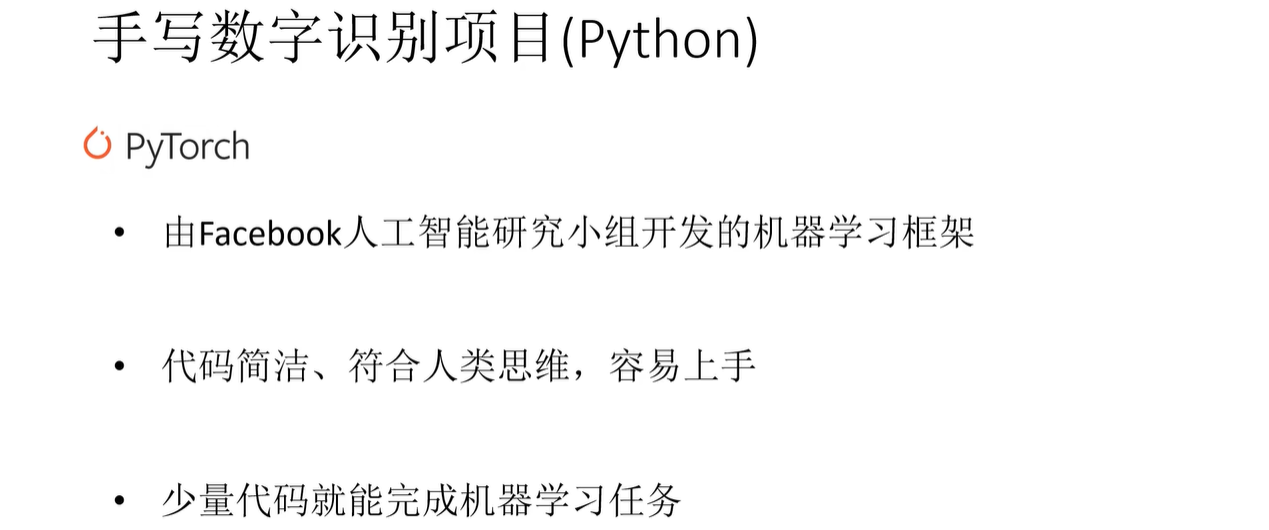 手写数字识别项目(Python)
PyTorch
• 由Facebook人工智能研究小组开发的机器学习框架
• 代码简洁、符合人类思维，容易上手
• 少量代码就能完成机器学习任务